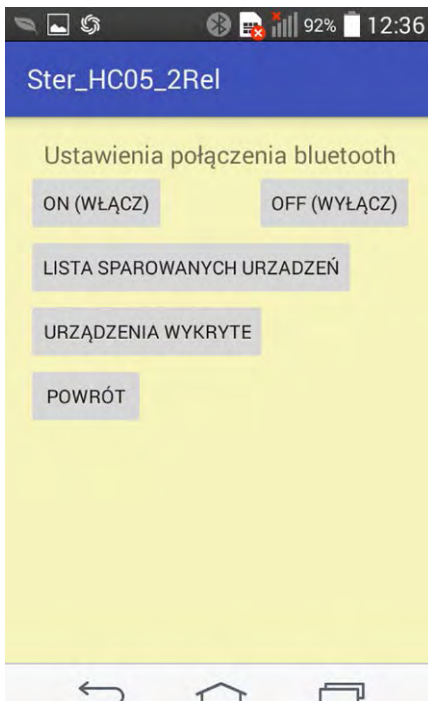 92% 12:36
Ster_HC05_2Rel
Ustawienia połączenia bluetooth
ON (WŁĄCZ) OFF (WYŁĄCZ)
LISTA SPAROWANYCH URZADZEŃ
URZĄDZENIA WYKRYTE
POWRÓT